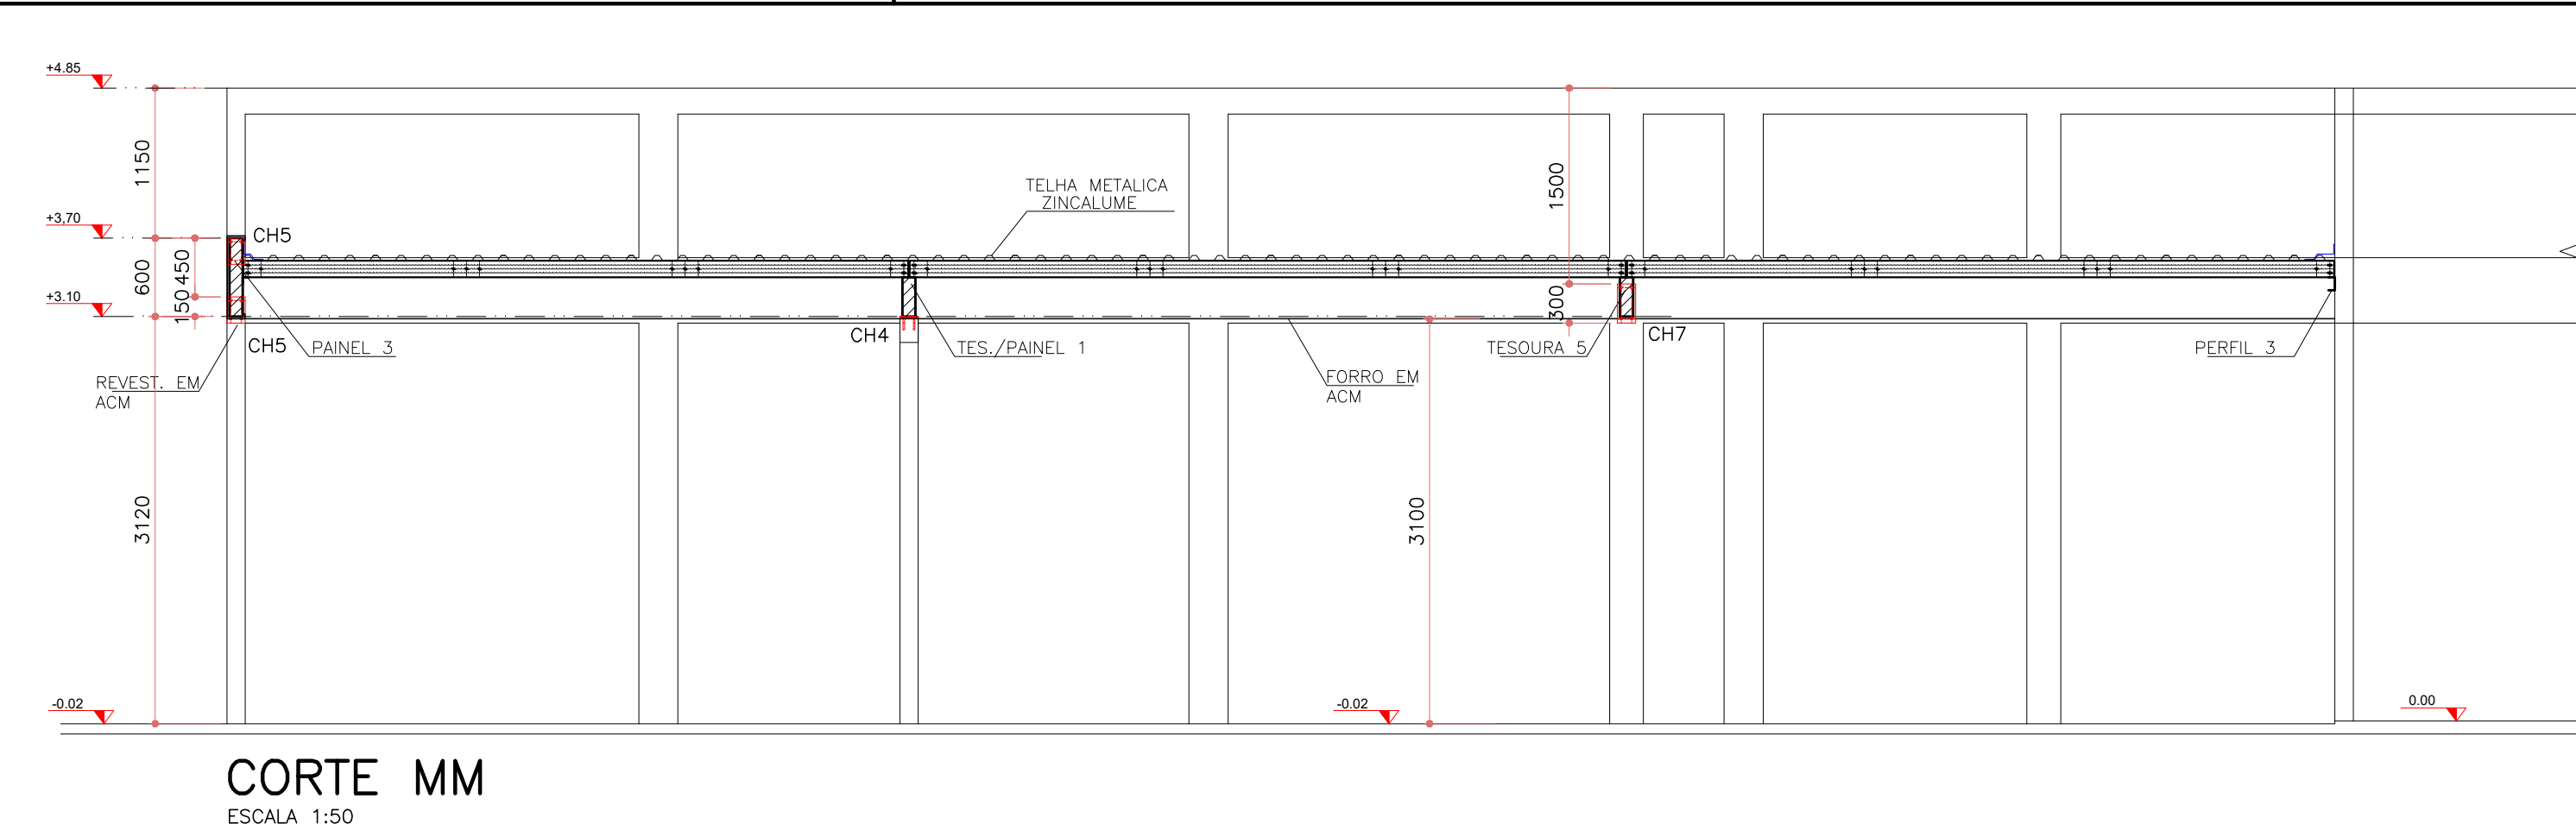 +4.85
1150
TELHA METALICA
ZINCALUME
1500
+3,70
CH5
600
450
150
+3.10
300
CH5
PAINEL 3
CH4
TES./PAINEL 1
TESOURA 5
CH7
PERFIL 3
REVEST. EM
ACM
FORRO EM
ACM
3120
3100
-0.02
-0.02
0.00
CORTE MM
ESCALA 1:50